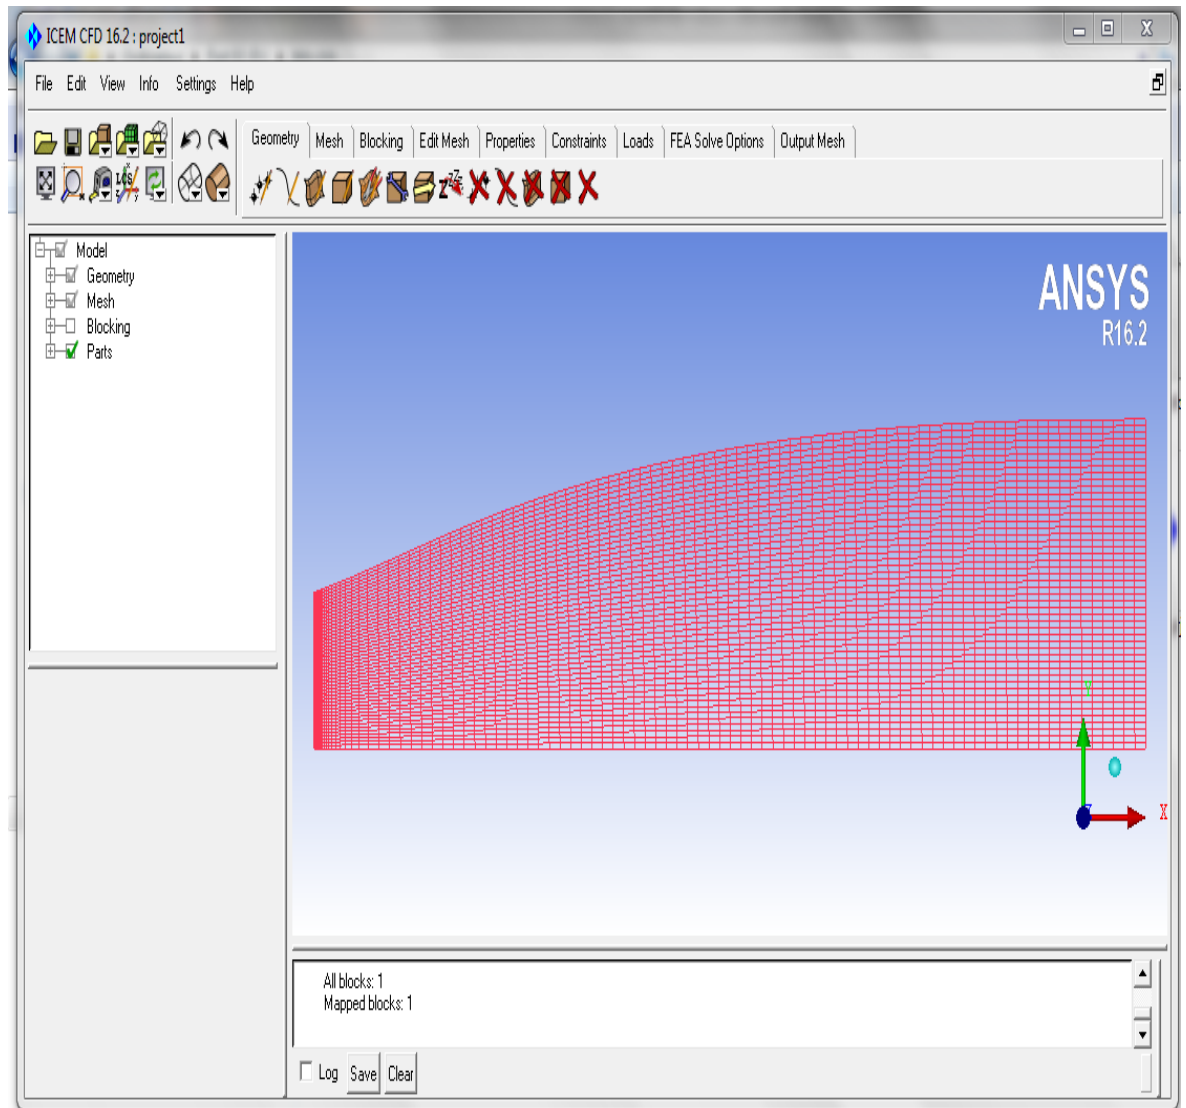 ICEM CFD 16.2 : project1
File Edit View Info Settings Help
Geometry Mesh Blocking Edit Mesh Properties Constraints Loads FEA Solve Options Output Mesh
LCS
Model
Geometry
Mesh
Blocking
Parts
ANSYS
R16.2
Y
X
All blocks: 1
Mapped blocks: 1
Log Save Clear